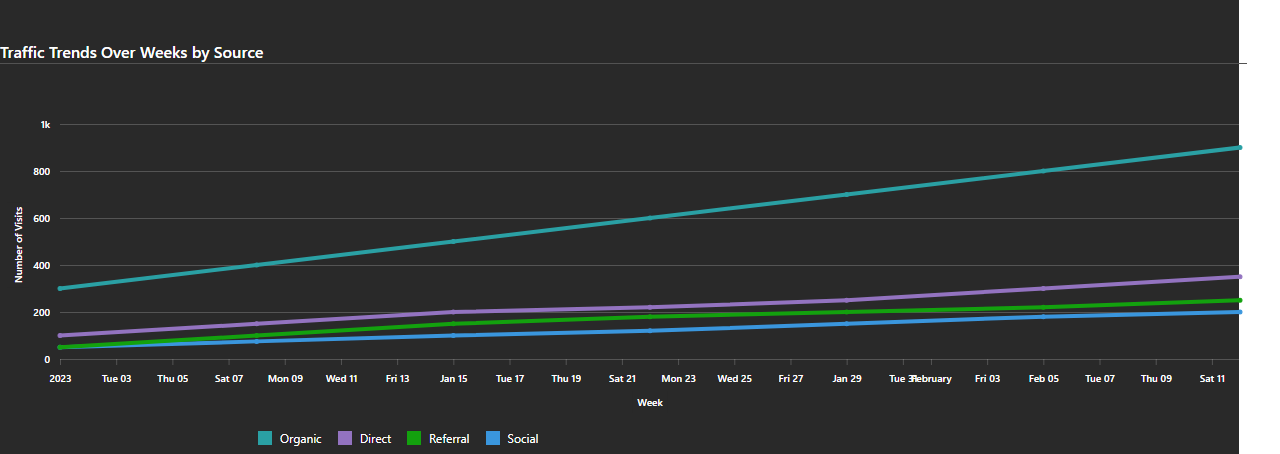 Traffic Trends Over Weeks by Source
Number of Visits
1k
800
600
400
200
0
2023 Tue 03 Thu 05 Sat 07 Mon 09 Wed 11 Fri 13 Jan 15 Tue 17 Thu 19 Sat 21 Mon 23 Wed 25 Fri 27 Jan 29 Tue 31 February Fri 03 Feb 05 Tue 07 Thu 09 Sat 11
Week
Organic Direct Referral Social